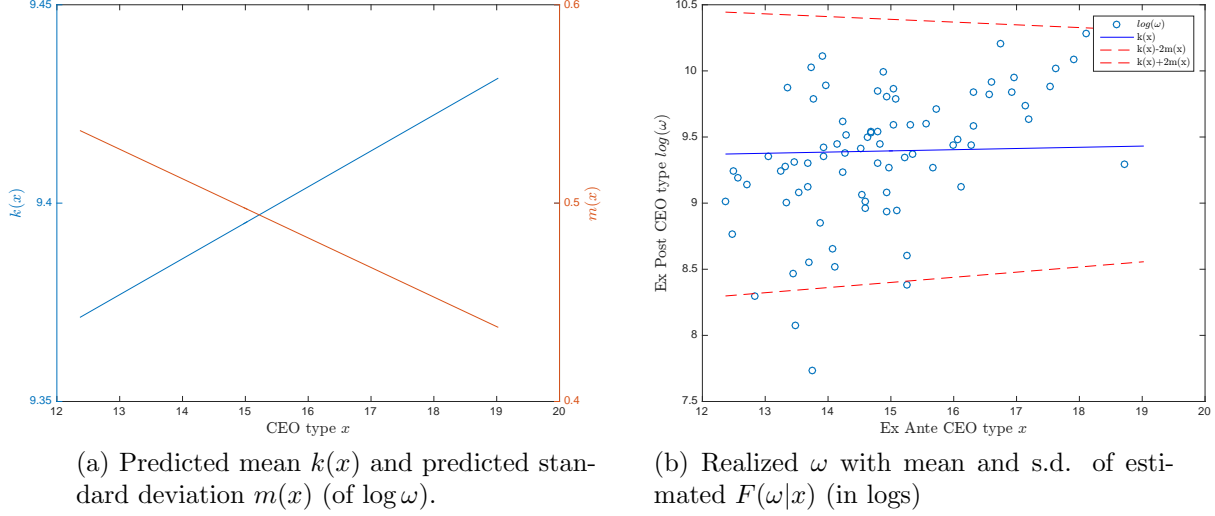 9.45
9.4
9.35
k(x)
0.6
0.5
0.4
m(x)
12 13 14 15 16 17 18 19 20
CEO type x
(a) Predicted mean k(x) and predicted stan-
dard deviation m(x) (of log ω).
10.5
10
9.5
9
8.5
8
7.5
Ex Post CEO type log(ω)
log(ω)
k(x)
k(x)-2m(x)
k(x)+2m(x)
12 13 14 15 16 17 18 19 20
Ex Ante CEO type x
(b) Realized ω with mean and s.d. of esti-
mated F(ω|x) (in logs)